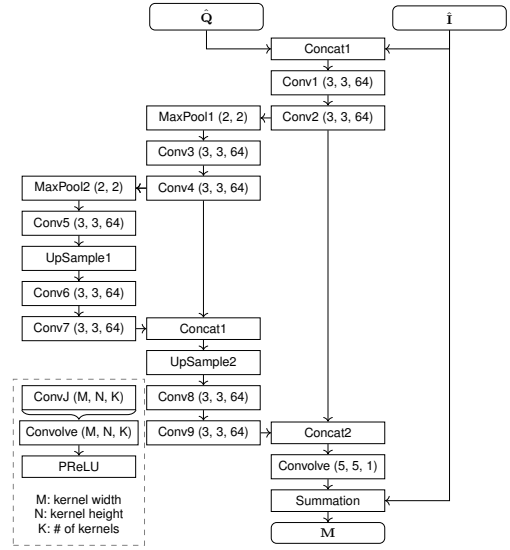 Q̂
Î
Concat1
Conv1 (3, 3, 64)
MaxPool1 (2, 2)
Conv2 (3, 3, 64)
Conv3 (3, 3, 64)
MaxPool2 (2, 2)
Conv4 (3, 3, 64)
Conv5 (3, 3, 64)
UpSample1
Conv6 (3, 3, 64)
Conv7 (3, 3, 64)
Concat1
UpSample2
ConvJ (M, N, K)
Conv8 (3, 3, 64)
Convolve (M, N, K)
Conv9 (3, 3, 64)
Concat2
PReLU
Convolve (5, 5, 1)
M: kernel width
N: kernel height
K: # of kernels
Summation
M